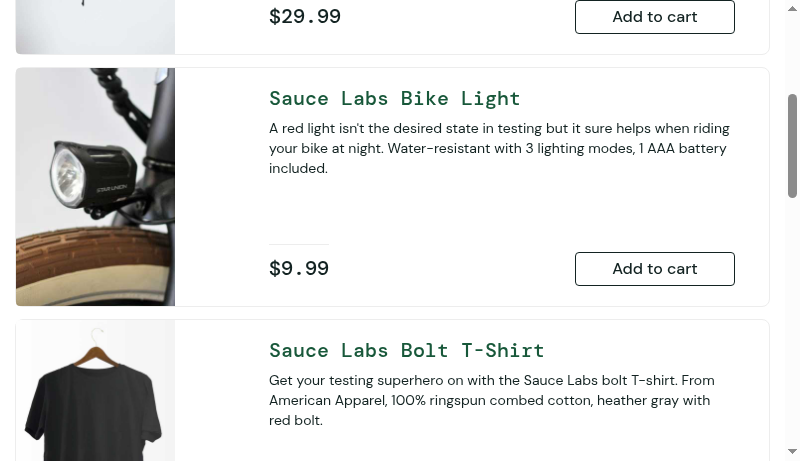 $29.99
Add to cart
Sauce Labs Bike Light
A red light isn't the desired state in testing but it sure helps when riding
your bike at night. Water-resistant with 3 lighting modes, 1 AAA battery
included.
$9.99
Add to cart
Sauce Labs Bolt T-Shirt
Get your testing superhero on with the Sauce Labs bolt T-shirt. From
American Apparel, 100% ringspun combed cotton, heather gray with
red bolt.